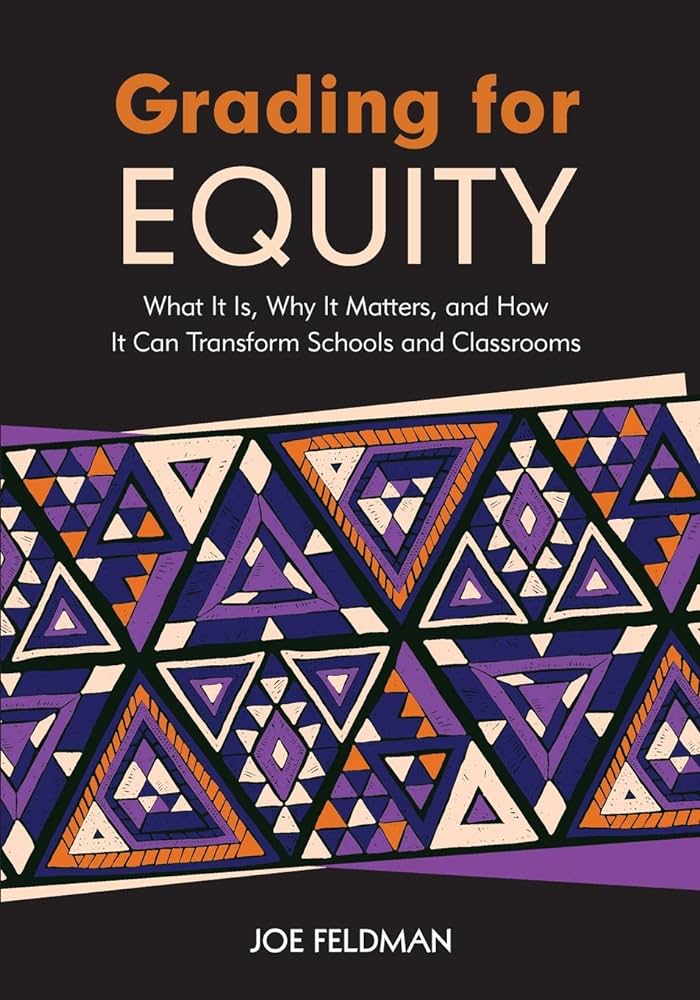 Grading for
EQUITY
What It Is, Why It Matters, and How
It Can Transform Schools and Classrooms
JOE FELDMAN